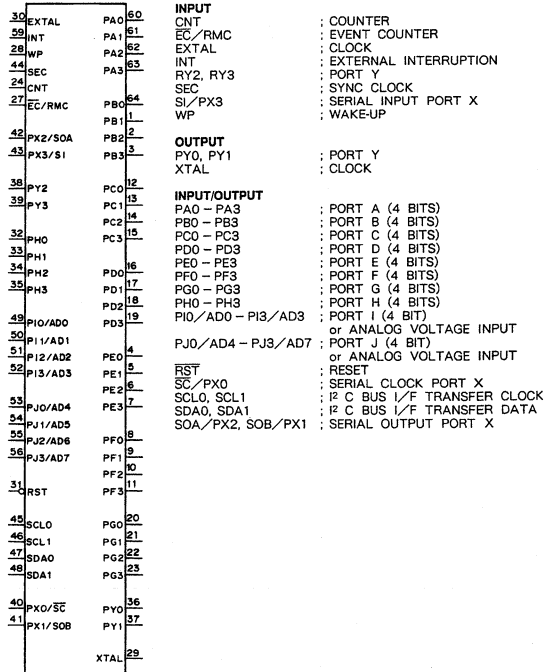 30 EXTAL PA0 60
59 INT PA1 61
28 WP PA2 62
44 SEC PA3 63
24 CNT
27 E̅C̅/RMC PB0 64
PB1 1
42 PX2/SOA PB2 2
43 PX3/SI PB3 3
38 PY2 PC0 12
39 PY3 PC1 13
PC2 14
32 PH0 PC3 15
33 PH1
34 PH2 PD0 16
35 PH3 PD1 17
PD2 18
49 PI0/AD0 PD3 19
50 PI1/AD1
51 PI2/AD2 PE0 4
52 PI3/AD3 PE1 5
PE2 6
53 PJ0/AD4 PE3 7
54 PJ1/AD5
55 PJ2/AD6 PF0 8
56 PJ3/AD7 PF1 9
PF2 10
31 RST PF3 11
45 SCL0 PG0 20
46 SCL1 PG1 21
47 SDA0 PG2 22
48 SDA1 PG3 23
40 PX0/S̅C̅ PY0 36
41 PX1/SOB PY1 37
XTAL 29
INPUT
CNT ; COUNTER
E̅C̅/RMC ; EVENT COUNTER
EXTAL ; CLOCK
INT ; EXTERNAL INTERRUPTION
RY2, RY3 ; PORT Y
SEC ; SYNC CLOCK
SI/PX3 ; SERIAL INPUT PORT X
WP ; WAKE-UP
OUTPUT
PY0, PY1 ; PORT Y
XTAL ; CLOCK
INPUT/OUTPUT
PA0 – PA3 ; PORT A (4 BITS)
PB0 – PB3 ; PORT B (4 BITS)
PC0 – PC3 ; PORT C (4 BITS)
PD0 – PD3 ; PORT D (4 BITS)
PE0 – PE3 ; PORT E (4 BITS)
PF0 – PF3 ; PORT F (4 BITS)
PG0 – PG3 ; PORT G (4 BITS)
PH0 – PH3 ; PORT H (4 BITS)
PI0/AD0 – PI3/AD3 ; PORT I (4 BIT)
or ANALOG VOLTAGE INPUT
PJ0/AD4 – PJ3/AD7 ; PORT J (4 BIT)
or ANALOG VOLTAGE INPUT
R̅S̅T̅ ; RESET
S̅C̅/PX0 ; SERIAL CLOCK PORT X
SCL0, SCL1 ; I² C BUS I/F TRANSFER CLOCK
SDA0, SDA1 ; I² C BUS I/F TRANSFER DATA
SOA/PX2, SOB/PX1 ; SERIAL OUTPUT PORT X